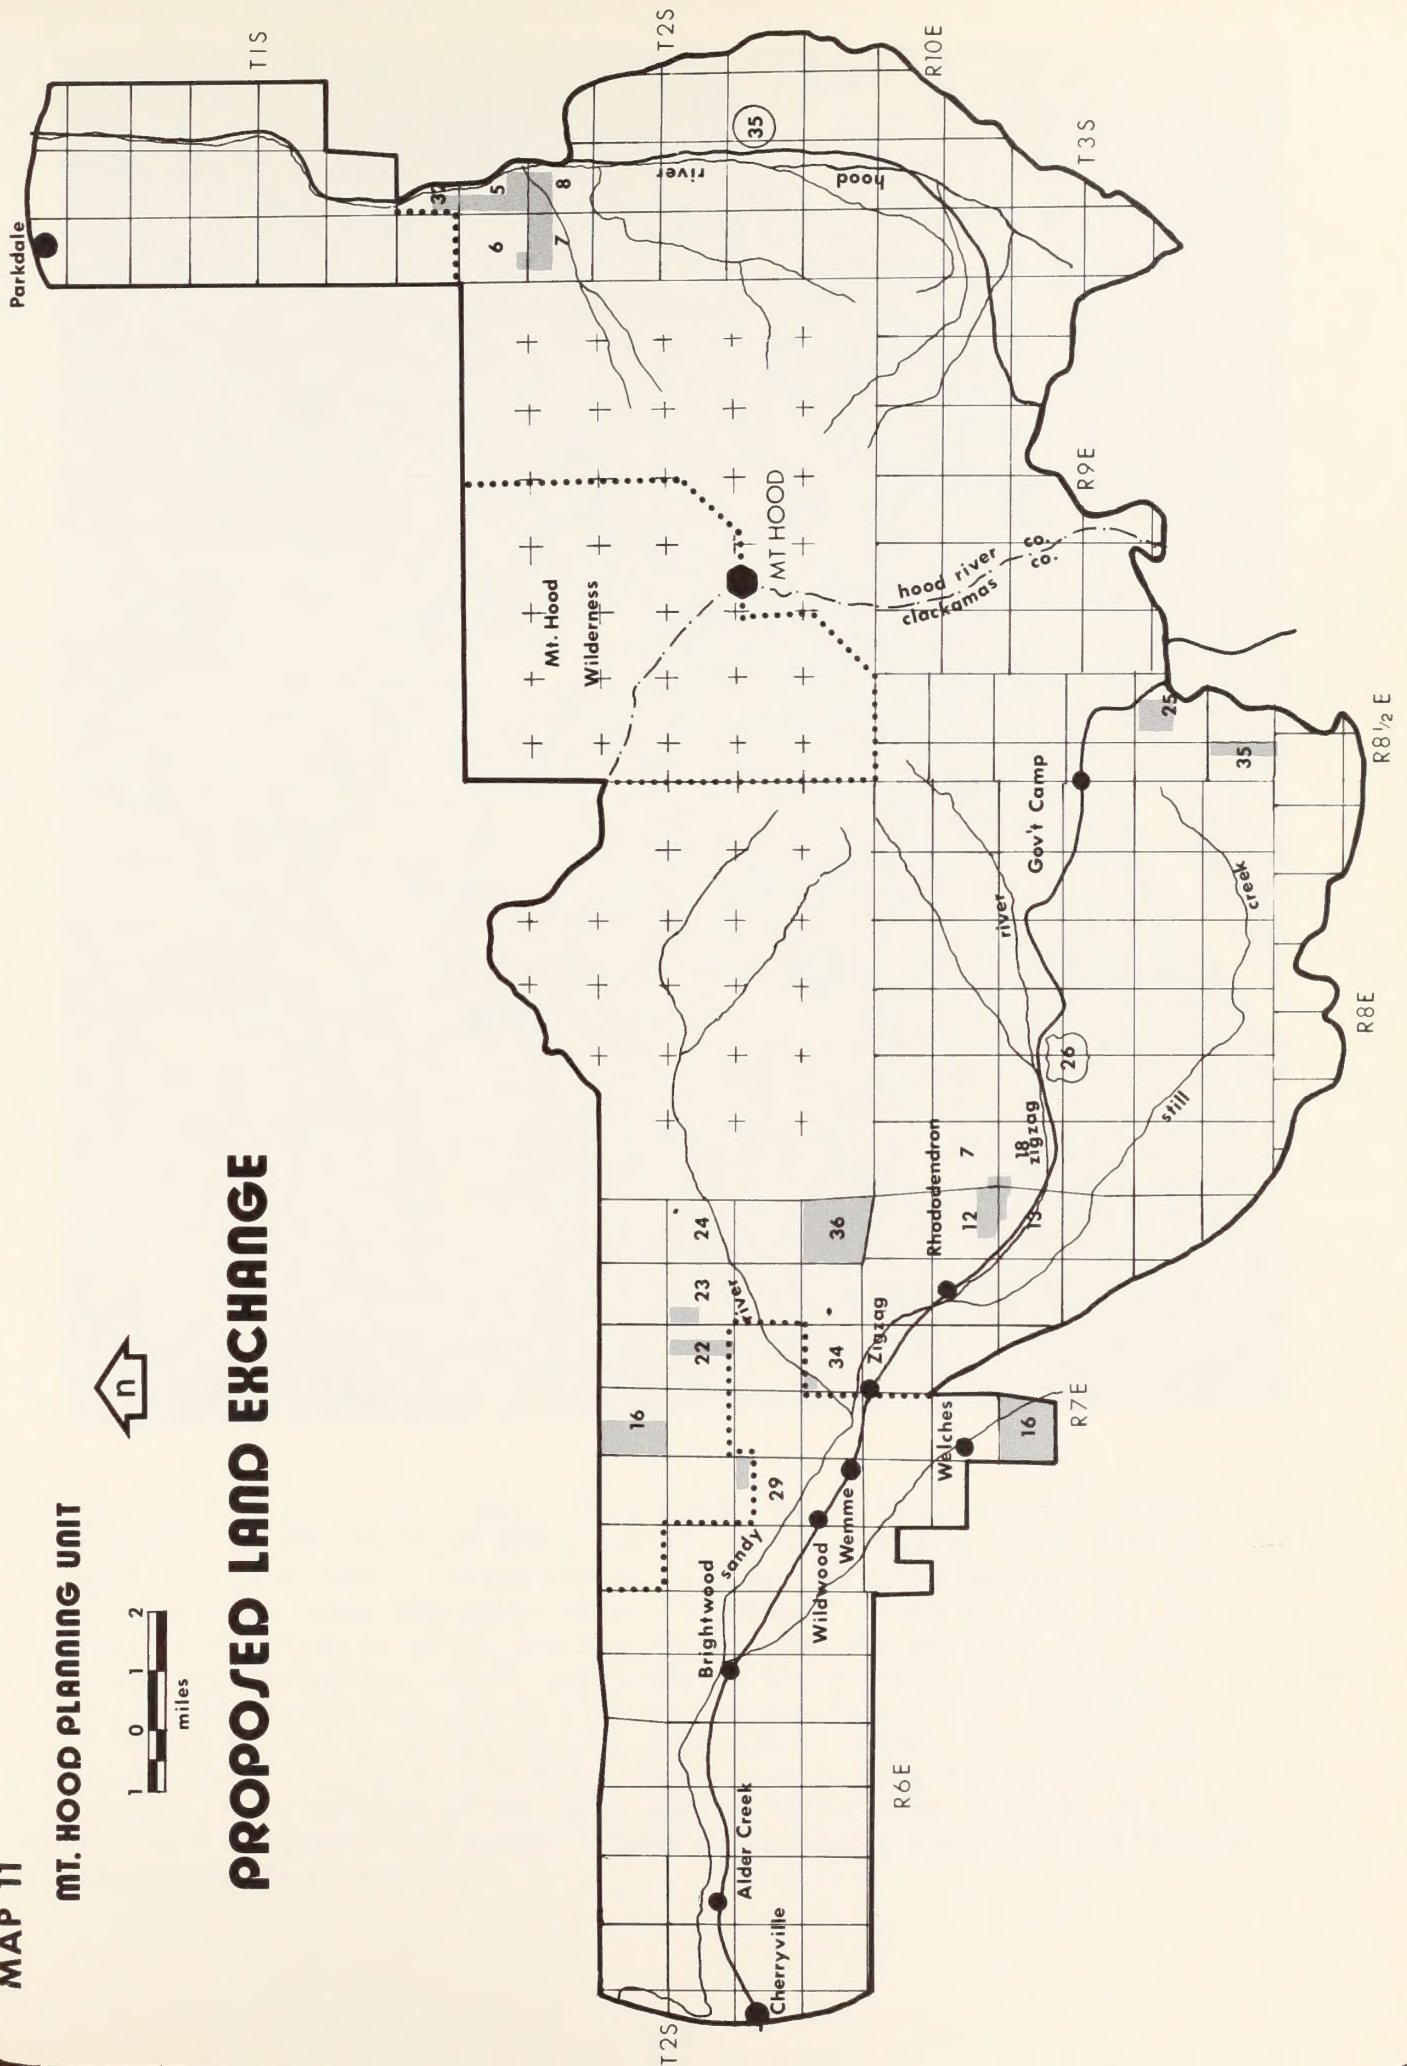 MAP 11
MT. HOOD PLANNING UNIT
n
1 0 1 2
miles
PROPOSED LAND EXCHANGE
Parkdale
T1S
T2S
R10E
T3S
35
river
hood
30
5
8
6
7
Mt. Hood
Wilderness
MT HOOD
hood river co.
clackamas co.
R9E
25
35
R8½E
Gov't Camp
river
creek
still
26
R8E
zigzag
18
7
12
13
Rhododendron
24
36
23
river
22
34
Zigzag
16
Welches
16
R7E
29
Wemme
Wildwood
sandy
Brightwood
R6E
Alder Creek
Cherryville
T2S